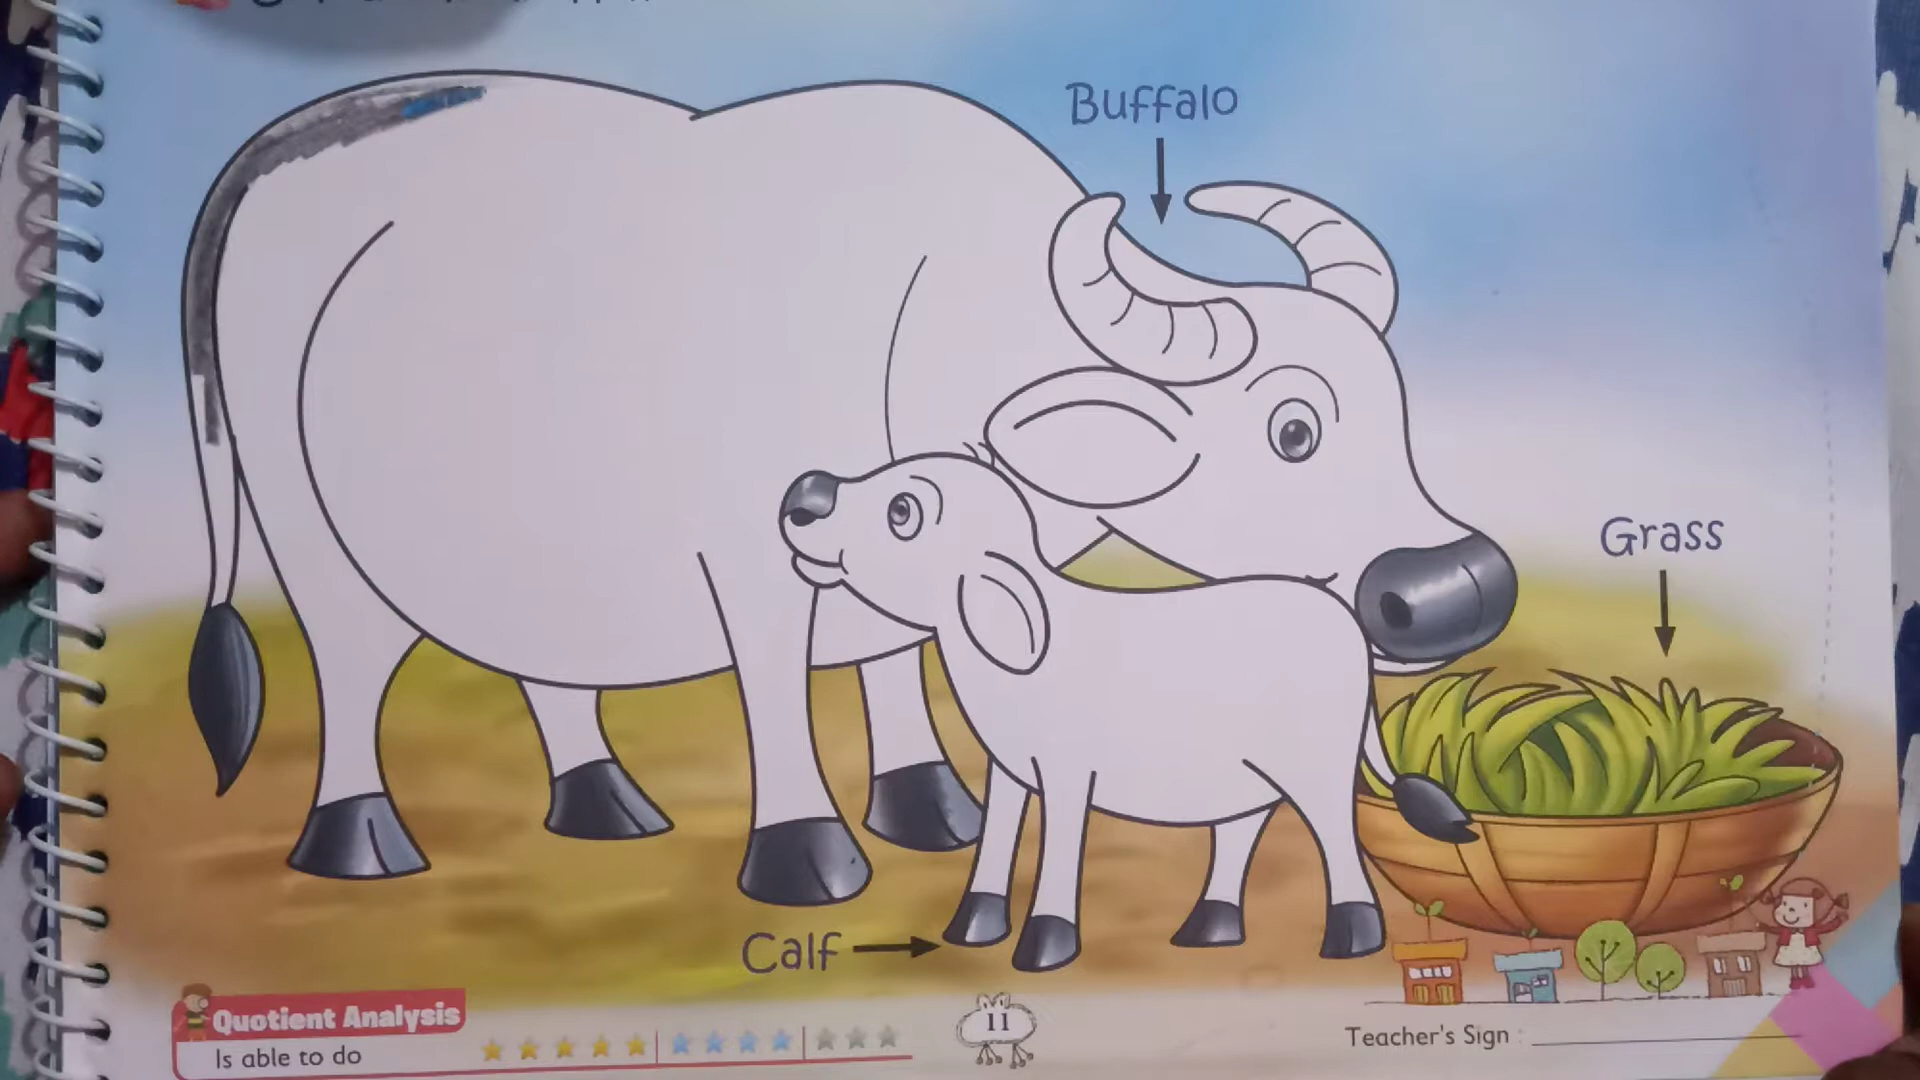 Buffalo
Grass
Calf
Quotient Analysis
Is able to do
11
Teacher's Sign :